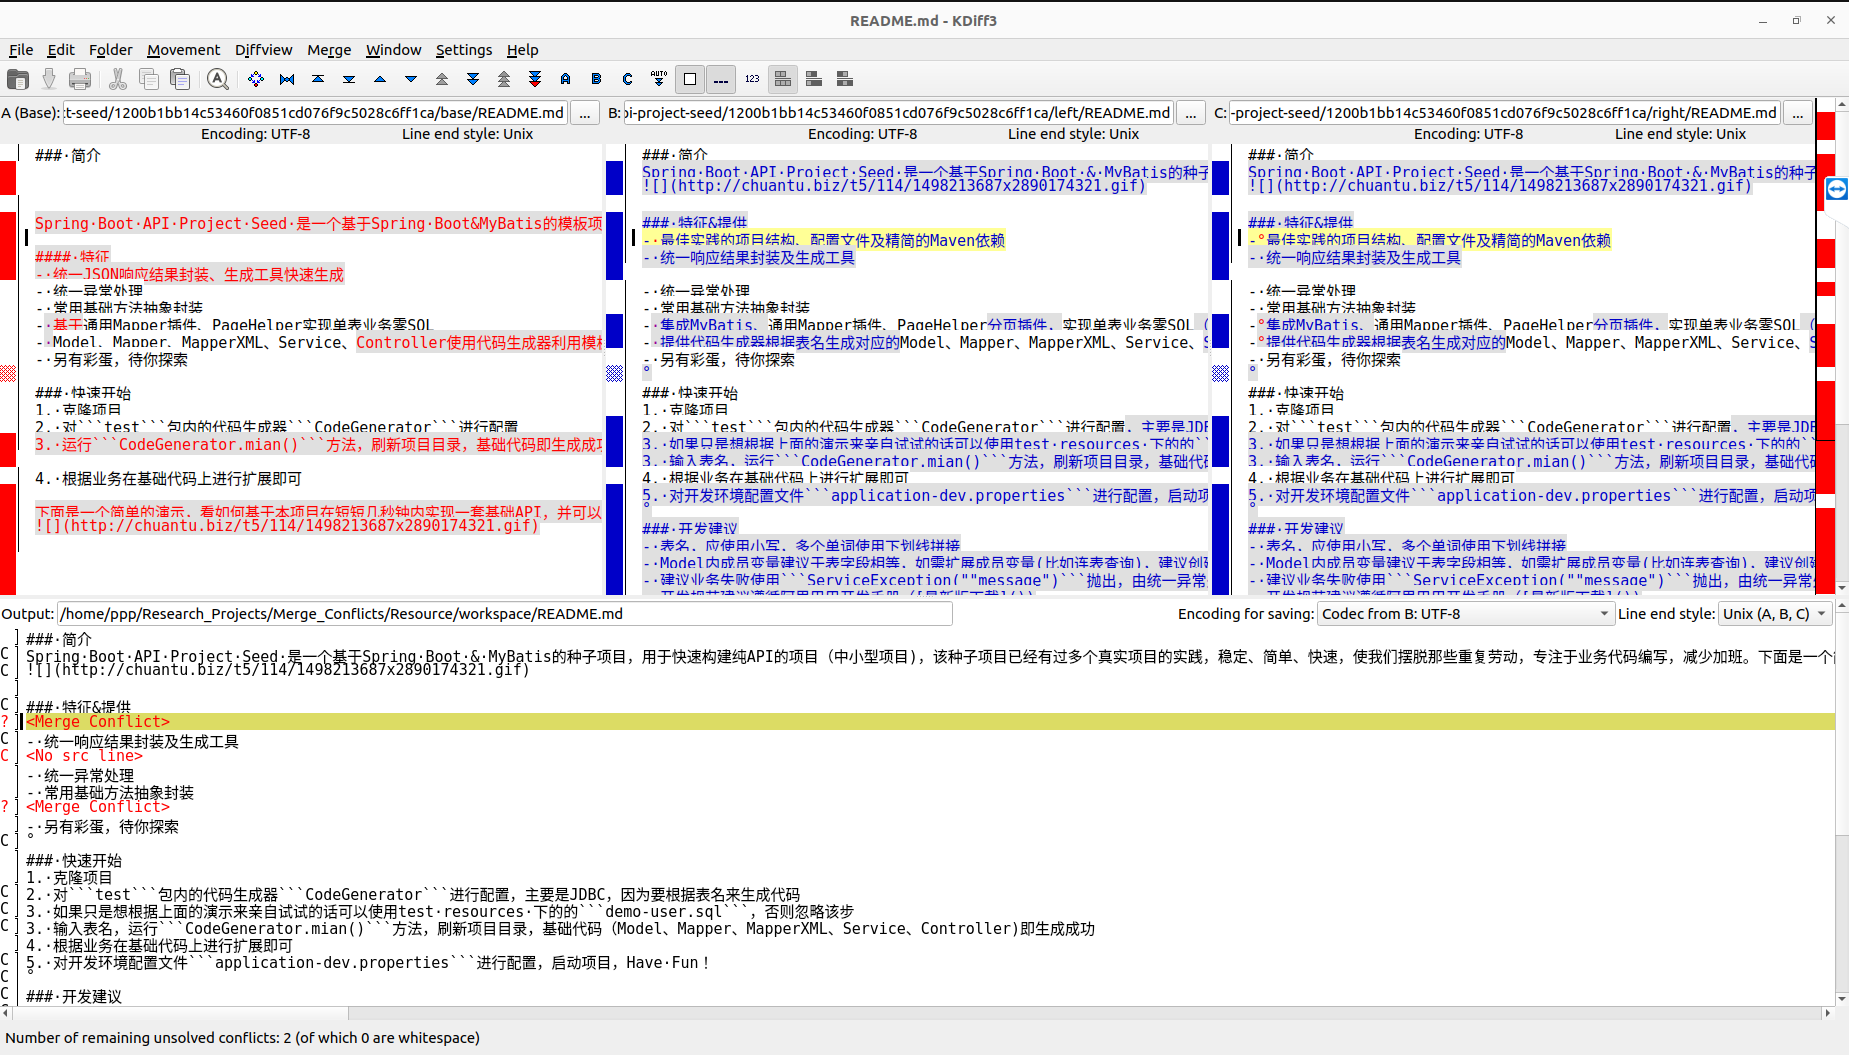 README.md - KDiff3
File Edit Folder Movement Diffview Merge Window Settings Help
A B C AUTO 123
A (Base): :t-seed/1200b1bb14c53460f0851cd076f9c5028c6ff1ca/base/README.md ...
Encoding: UTF-8 Line end style: Unix
###·简介
Spring·Boot·API·Project·Seed·是一个基于Spring·Boot&MyBatis的模板项
####·特征
-·统一JSON响应结果封装、生成工具快速生成
-·统一异常处理
-·常用基础方法抽象封装
-·基于通用Mapper插件、PageHelper实现单表业务零SQL
-·Model、Mapper、MapperXML、Service、Controller使用代码生成器利用模板
-·另有彩蛋，待你探索
###·快速开始
1.·克隆项目
2.·对```test```包内的代码生成器```CodeGenerator```进行配置
3.·运行```CodeGenerator.mian()```方法，刷新项目目录，基础代码即生成成功
4.·根据业务在基础代码上进行扩展即可
下面是一个简单的演示，看如何基于本项目在短短几秒钟内实现一套基础API，并可以
![](http://chuantu.biz/t5/114/1498213687x2890174321.gif)
B: pi-project-seed/1200b1bb14c53460f0851cd076f9c5028c6ff1ca/left/README.md ...
Encoding: UTF-8 Line end style: Unix
###·简介
Spring·Boot·API·Project·Seed·是一个基于Spring·Boot·&·MyBatis的种子
![](http://chuantu.biz/t5/114/1498213687x2890174321.gif)
###·特征&提供
-·最佳实践的项目结构、配置文件及精简的Maven依赖
-·统一响应结果封装及生成工具
-·统一异常处理
-·常用基础方法抽象封装
-·集成MyBatis、通用Mapper插件、PageHelper分页插件，实现单表业务零SQL（
-·提供代码生成器根据表名生成对应的Model、Mapper、MapperXML、Service、S
-·另有彩蛋，待你探索
°
###·快速开始
1.·克隆项目
2.·对```test```包内的代码生成器```CodeGenerator```进行配置，主要是JDB
3.·如果只是想根据上面的演示来亲自试试的话可以使用test·resources·下的的``
3.·输入表名，运行```CodeGenerator.mian()```方法，刷新项目目录，基础代码
4.·根据业务在基础代码上进行扩展即可
5.·对开发环境配置文件```application-dev.properties```进行配置，启动项
°
###·开发建议
-·表名，应使用小写，多个单词使用下划线拼接
-·Model内成员变量建议于表字段相等，如需扩展成员变量(比如连表查询)，建议创建
-·建议业务失败使用```ServiceException(""message")```抛出，由统一异常
C: -project-seed/1200b1bb14c53460f0851cd076f9c5028c6ff1ca/right/README.md ...
Encoding: UTF-8 Line end style: Unix
###·简介
Spring·Boot·API·Project·Seed·是一个基于Spring·Boot·&·MyBatis的种子
![](http://chuantu.biz/t5/114/1498213687x2890174321.gif)
###·特征&提供
-°最佳实践的项目结构、配置文件及精简的Maven依赖
-·统一响应结果封装及生成工具
-·统一异常处理
-·常用基础方法抽象封装
-°集成MyBatis、通用Mapper插件、PageHelper分页插件，实现单表业务零SQL（
-°提供代码生成器根据表名生成对应的Model、Mapper、MapperXML、Service、S
-·另有彩蛋，待你探索
°
###·快速开始
1.·克隆项目
2.·对```test```包内的代码生成器```CodeGenerator```进行配置，主要是JDB
3.·如果只是想根据上面的演示来亲自试试的话可以使用test·resources·下的的``
3.·输入表名，运行```CodeGenerator.mian()```方法，刷新项目目录，基础代码
4.·根据业务在基础代码上进行扩展即可
5.·对开发环境配置文件```application-dev.properties```进行配置，启动项
°
###·开发建议
-·表名，应使用小写，多个单词使用下划线拼接
-·Model内成员变量建议于表字段相等，如需扩展成员变量(比如连表查询)，建议创建
-·建议业务失败使用```ServiceException(""message")```抛出，由统一异常
Output: /home/ppp/Research_Projects/Merge_Conflicts/Resource/workspace/README.md Encoding for saving: Codec from B: UTF-8 Line end style: Unix (A, B, C)
###·简介
C Spring·Boot·API·Project·Seed·是一个基于Spring·Boot·&·MyBatis的种子项目，用于快速构建纯API的项目（中小型项目)，该种子项目已经有过多个真实项目的实践，稳定、简单、快速，使我们摆脱那些重复劳动，专注于业务代码编写，减少加班。下面是一个
C ![](http://chuantu.biz/t5/114/1498213687x2890174321.gif)
C ###·特征&提供
? <Merge Conflict>
C -·统一响应结果封装及生成工具
C <No src line>
-·统一异常处理
-·常用基础方法抽象封装
? <Merge Conflict>
-·另有彩蛋，待你探索
C °
###·快速开始
1.·克隆项目
C 2.·对```test```包内的代码生成器```CodeGenerator```进行配置，主要是JDBC，因为要根据表名来生成代码
C 3.·如果只是想根据上面的演示来亲自试试的话可以使用test·resources·下的的```demo-user.sql```，否则忽略该步
C 3.·输入表名，运行```CodeGenerator.mian()```方法，刷新项目目录，基础代码（Model、Mapper、MapperXML、Service、Controller)即生成成功
4.·根据业务在基础代码上进行扩展即可
C 5.·对开发环境配置文件```application-dev.properties```进行配置，启动项目，Have·Fun！
C °
C ###·开发建议
Number of remaining unsolved conflicts: 2 (of which 0 are whitespace)